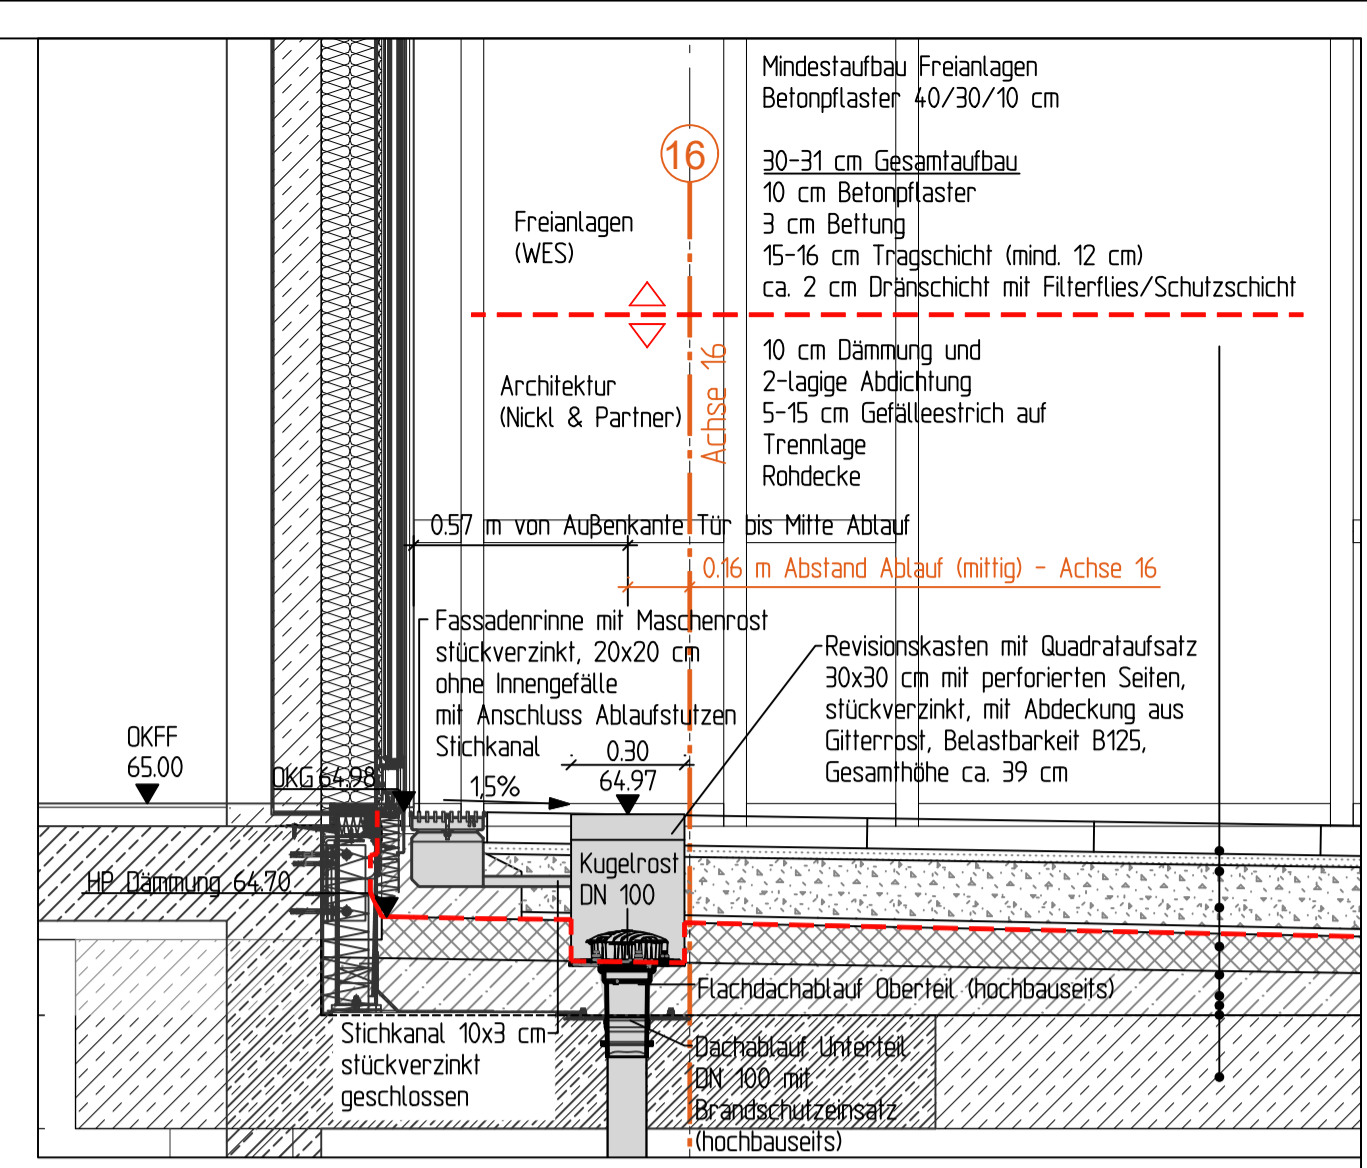 Mindestaufbau Freianlagen
Betonpflaster 40/30/10 cm
30-31 cm Gesamtaufbau
10 cm Betonpflaster
3 cm Bettung
15-16 cm Tragschicht (mind. 12 cm)
ca. 2 cm Dränschicht mit Filterflies/Schutzschicht
16
Freianlagen
(WES)
Architektur
(Nickl & Partner)
Achse 16
10 cm Dämmung und
2-lagige Abdichtung
5-15 cm Gefälleestrich auf
Trennlage
Rohdecke
0.57 m von Außenkante Tür bis Mitte Ablauf
0.16 m Abstand Ablauf (mittig) - Achse 16
Fassadenrinne mit Maschenrost
stückverzinkt, 20x20 cm
ohne Innengefälle
mit Anschluss Ablaufstutzen
Stichkanal
Revisionskasten mit Quadrataufsatz
30x30 cm mit perforierten Seiten,
stückverzinkt, mit Abdeckung aus
Gitterrost, Belastbarkeit B125,
Gesamthöhe ca. 39 cm
OKFF
65.00
OKG 64.98
1,5%
0.30
64.97
HP Dämmung 64.70
Kugelrost
DN 100
Flachdachablauf Oberteil (hochbauseits)
Stichkanal 10x3 cm
stückverzinkt
geschlossen
Dachablauf Unterteil
DN 100 mit
Brandschutzeinsatz
(hochbauseits)